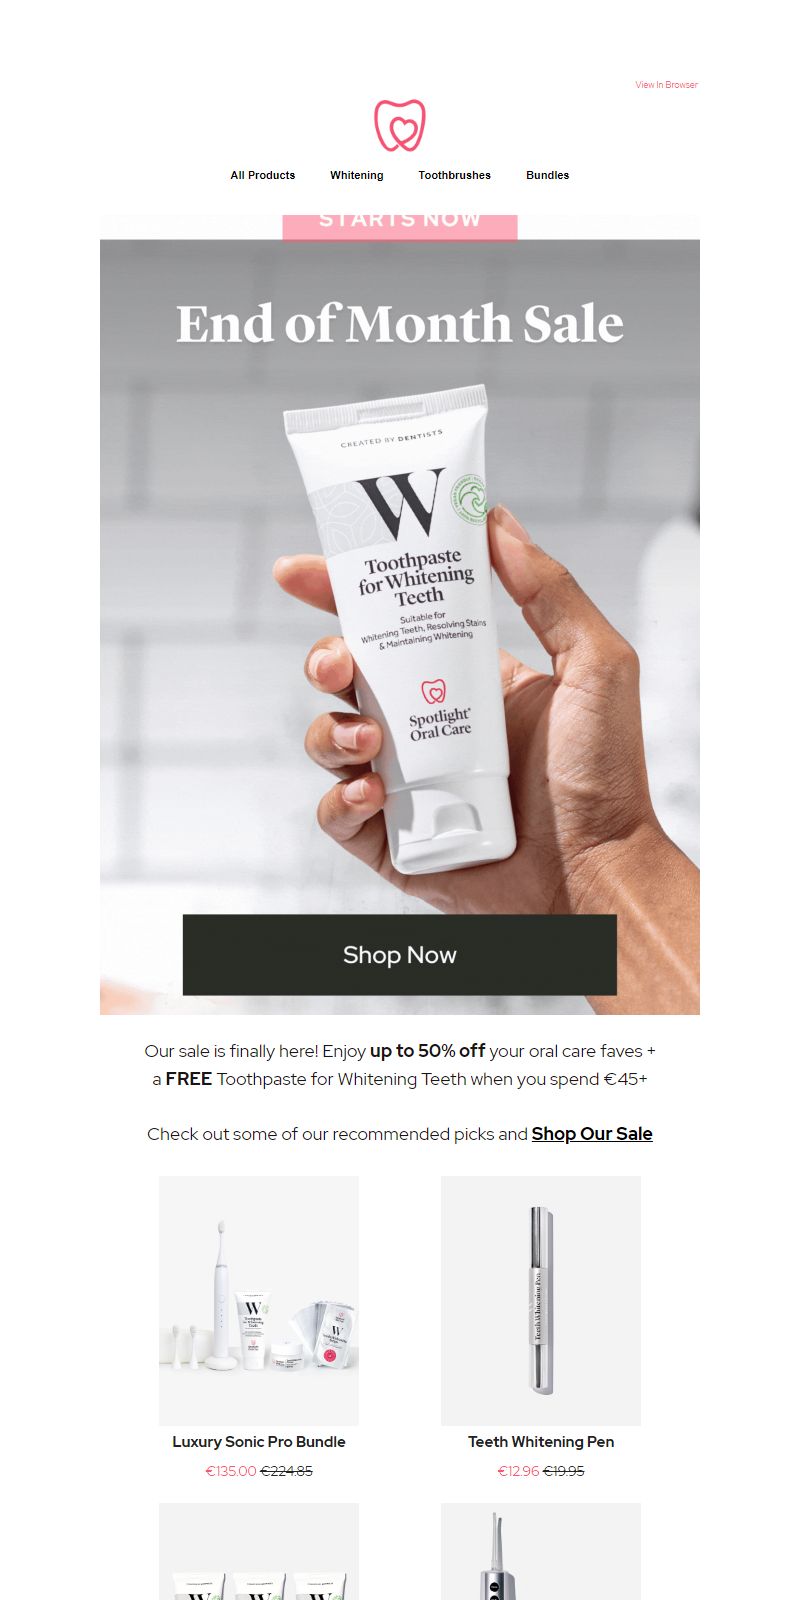 View In Browser
All Products Whitening Toothbrushes Bundles
STARTS NOW
End of Month Sale
CREATED BY DENTISTS
W
Toothpaste
for Whitening
Teeth
Suitable for
Whitening Teeth, Resolving Stains
& Maintaining Whitening
Spotlight
Oral Care
Shop Now
Our sale is finally here! Enjoy up to 50% off your oral care faves +
a FREE Toothpaste for Whitening Teeth when you spend €45+
Check out some of our recommended picks and Shop Our Sale
W
W
Teeth Whitening Pen
Luxury Sonic Pro Bundle
€135.00 €224.85
Teeth Whitening Pen
€12.96 €19.95
W W W